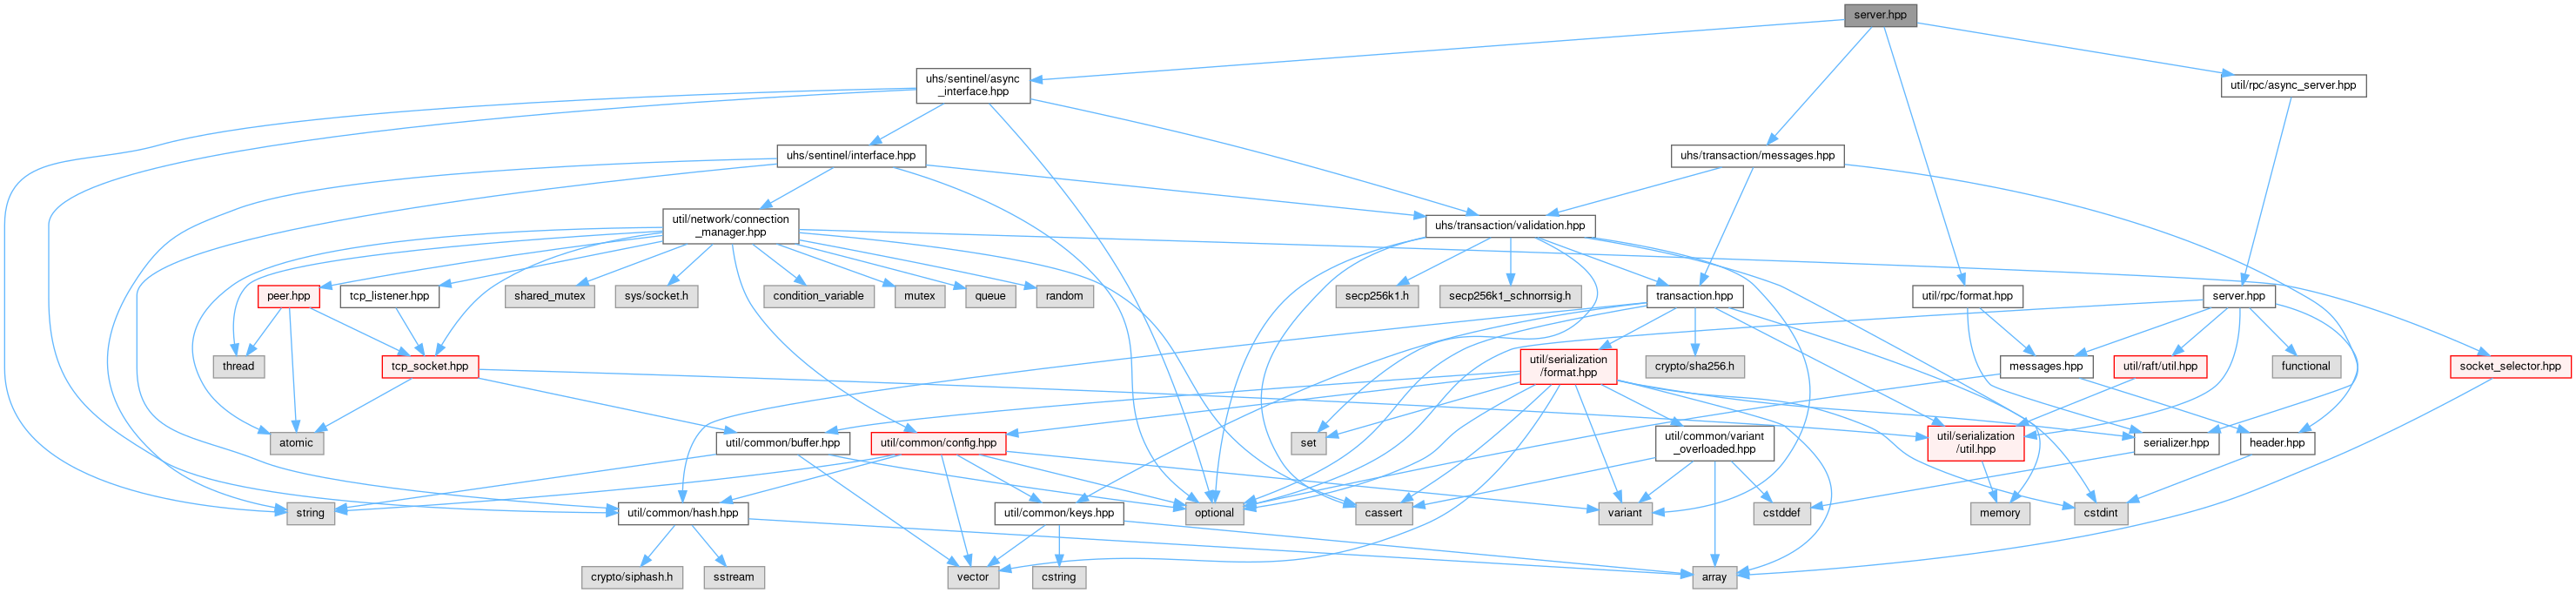 server.hpp
uhs/sentinel/async
_interface.hpp
util/rpc/async_server.hpp
uhs/sentinel/interface.hpp
uhs/transaction/messages.hpp
util/network/connection
_manager.hpp
uhs/transaction/validation.hpp
peer.hpp
tcp_listener.hpp
shared_mutex
sys/socket.h
condition_variable
mutex
queue
random
secp256k1.h
secp256k1_schnorrsig.h
transaction.hpp
util/rpc/format.hpp
server.hpp
thread
tcp_socket.hpp
util/serialization
/format.hpp
crypto/sha256.h
messages.hpp
util/raft/util.hpp
functional
socket_selector.hpp
atomic
util/common/buffer.hpp
util/common/config.hpp
set
util/common/variant
_overloaded.hpp
util/serialization
/util.hpp
serializer.hpp
header.hpp
string
util/common/hash.hpp
util/common/keys.hpp
optional
cassert
variant
cstddef
memory
cstdint
crypto/siphash.h
sstream
vector
cstring
array